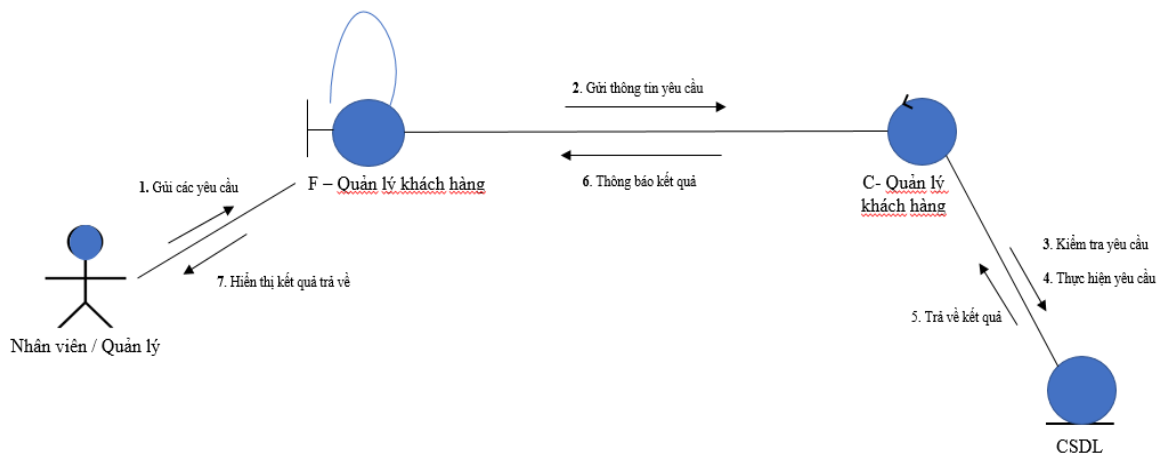 2. Gửi thông tin yêu cầu
6. Thông báo kết quả
1. Gửi các yêu cầu
F – Quản lý khách hàng
C- Quản lý
khách hàng
3. Kiểm tra yêu cầu
4. Thực hiện yêu cầu
7. Hiển thị kết quả trả về
5. Trả về kết quả
Nhân viên / Quản lý
CSDL